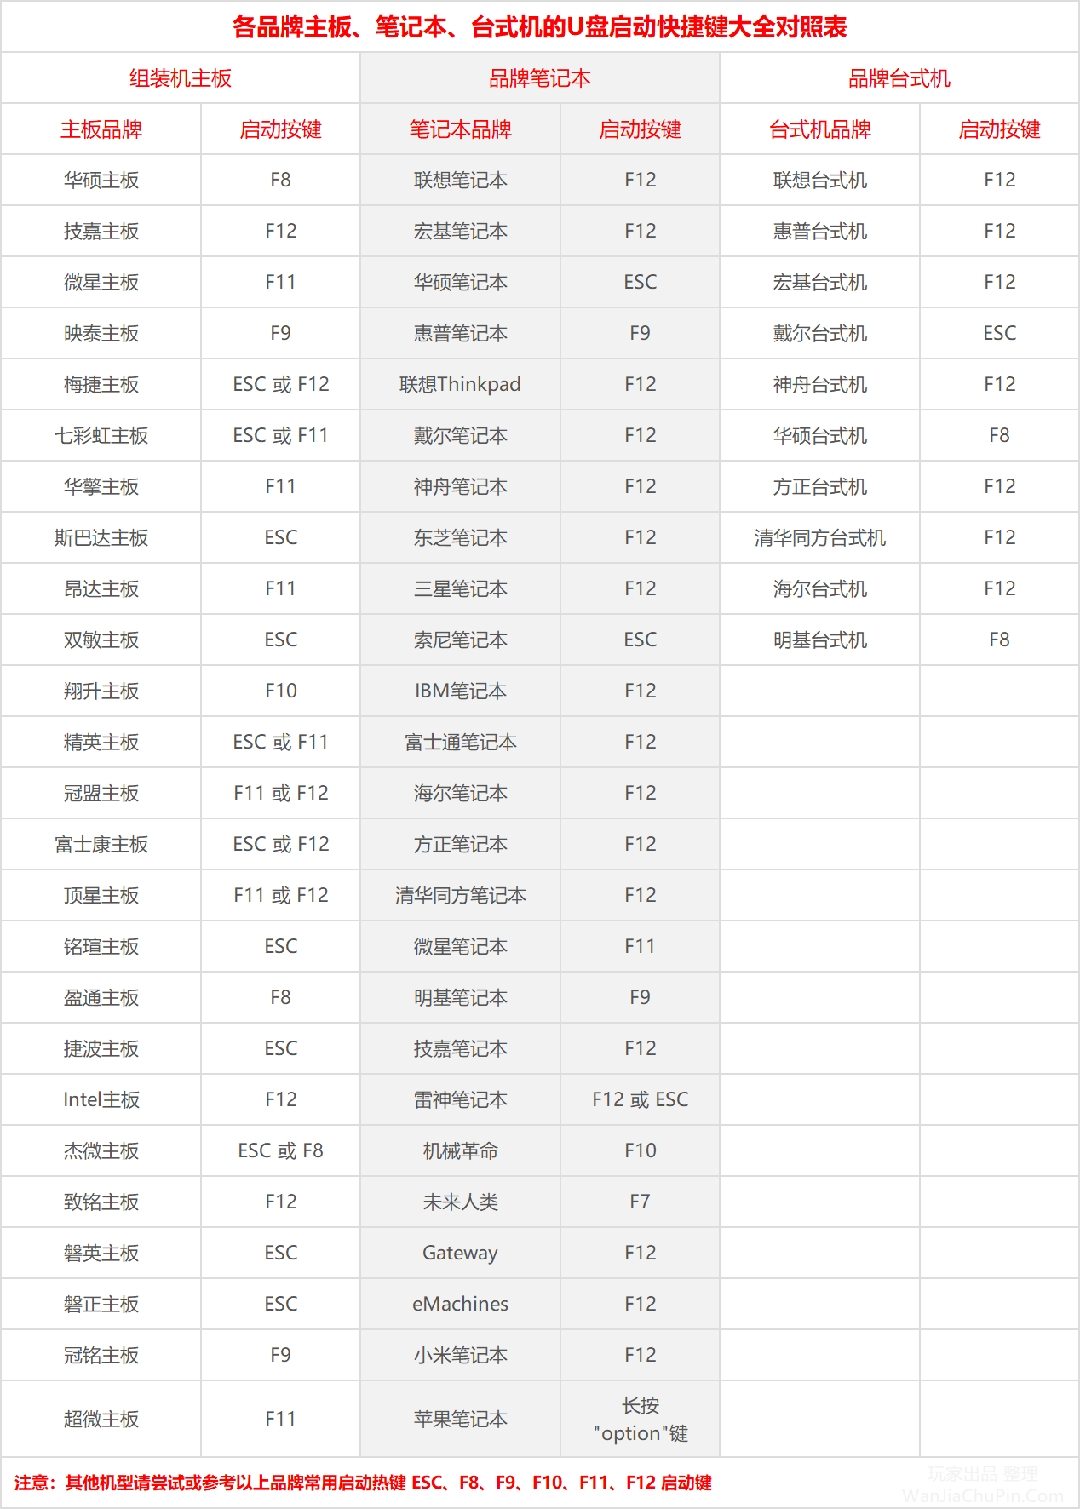 各品牌主板、笔记本、台式机的U盘启动快捷键大全对照表
组装机主板 品牌笔记本 品牌台式机
主板品牌 启动按键 笔记本品牌 启动按键 台式机品牌 启动按键
华硕主板 F8 联想笔记本 F12 联想台式机 F12
技嘉主板 F12 宏基笔记本 F12 惠普台式机 F12
微星主板 F11 华硕笔记本 ESC 宏基台式机 F12
映泰主板 F9 惠普笔记本 F9 戴尔台式机 ESC
梅捷主板 ESC 或 F12 联想Thinkpad F12 神舟台式机 F12
七彩虹主板 ESC 或 F11 戴尔笔记本 F12 华硕台式机 F8
华擎主板 F11 神舟笔记本 F12 方正台式机 F12
斯巴达主板 ESC 东芝笔记本 F12 清华同方台式机 F12
昂达主板 F11 三星笔记本 F12 海尔台式机 F12
双敏主板 ESC 索尼笔记本 ESC 明基台式机 F8
翔升主板 F10 IBM笔记本 F12
精英主板 ESC 或 F11 富士通笔记本 F12
冠盟主板 F11 或 F12 海尔笔记本 F12
富士康主板 ESC 或 F12 方正笔记本 F12
顶星主板 F11 或 F12 清华同方笔记本 F12
铭瑄主板 ESC 微星笔记本 F11
盈通主板 F8 明基笔记本 F9
捷波主板 ESC 技嘉笔记本 F12
Intel主板 F12 雷神笔记本 F12 或 ESC
杰微主板 ESC 或 F8 机械革命 F10
致铭主板 F12 未来人类 F7
磐英主板 ESC Gateway F12
磐正主板 ESC eMachines F12
冠铭主板 F9 小米笔记本 F12
超微主板 F11 苹果笔记本 长按
"option"键
注意：其他机型请尝试或参考以上品牌常用启动热键 ESC、F8、F9、F10、F11、F12 启动键
玩家出品 整理
WanJiaChuPin.Com